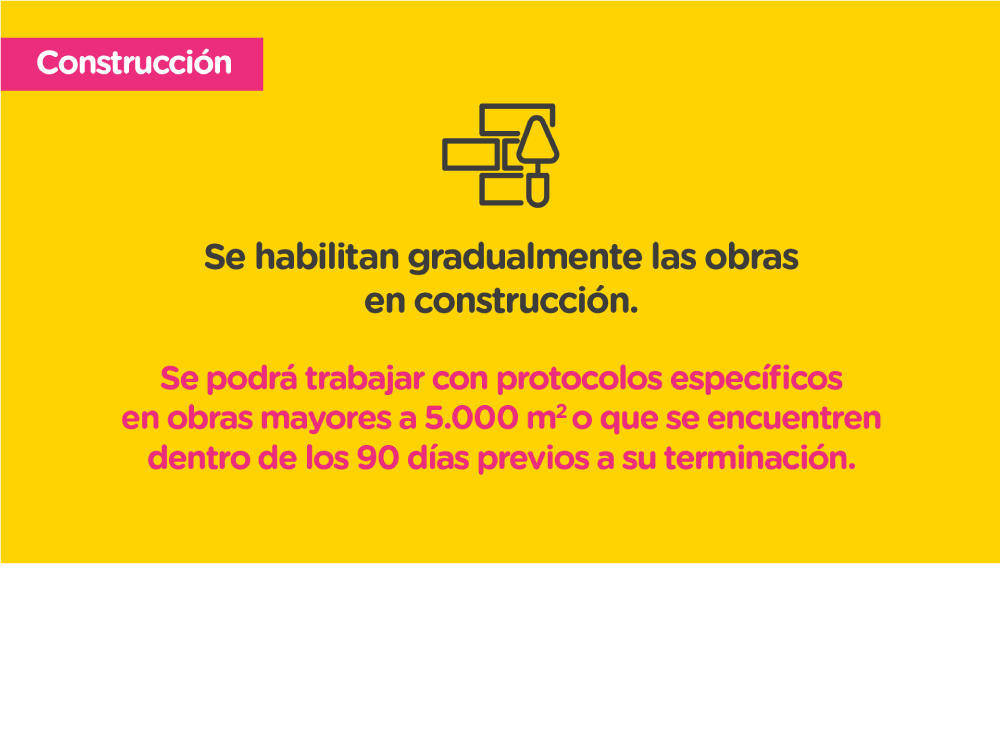 Construcción
Se habilitan gradualmente las obras
en construcción.
Se podrá trabajar con protocolos específicos
en obras mayores a 5.000 m² o que se encuentren
dentro de los 90 días previos a su terminación.